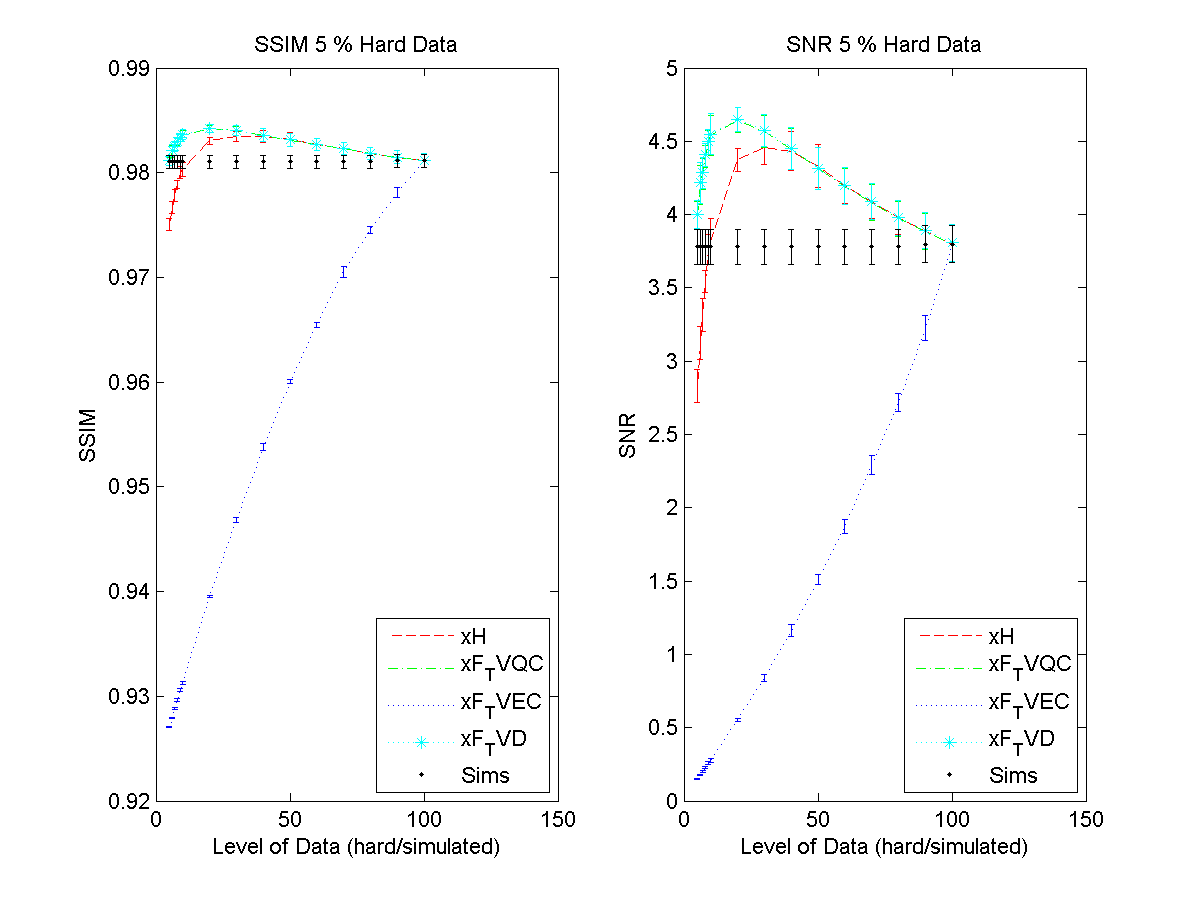 SSIM 5 % Hard Data
0.99
0.98
0.97
0.96
0.95
0.94
0.93
0.92
SSIM
0
50
100
150
Level of Data (hard/simulated)
xH
xF_TVQC
xF_TVEC
xF_TVD
Sims
SNR 5 % Hard Data
5
4.5
4
3.5
3
2.5
2
1.5
1
0.5
0
SNR
0
50
100
150
Level of Data (hard/simulated)
xH
xF_TVQC
xF_TVEC
xF_TVD
Sims